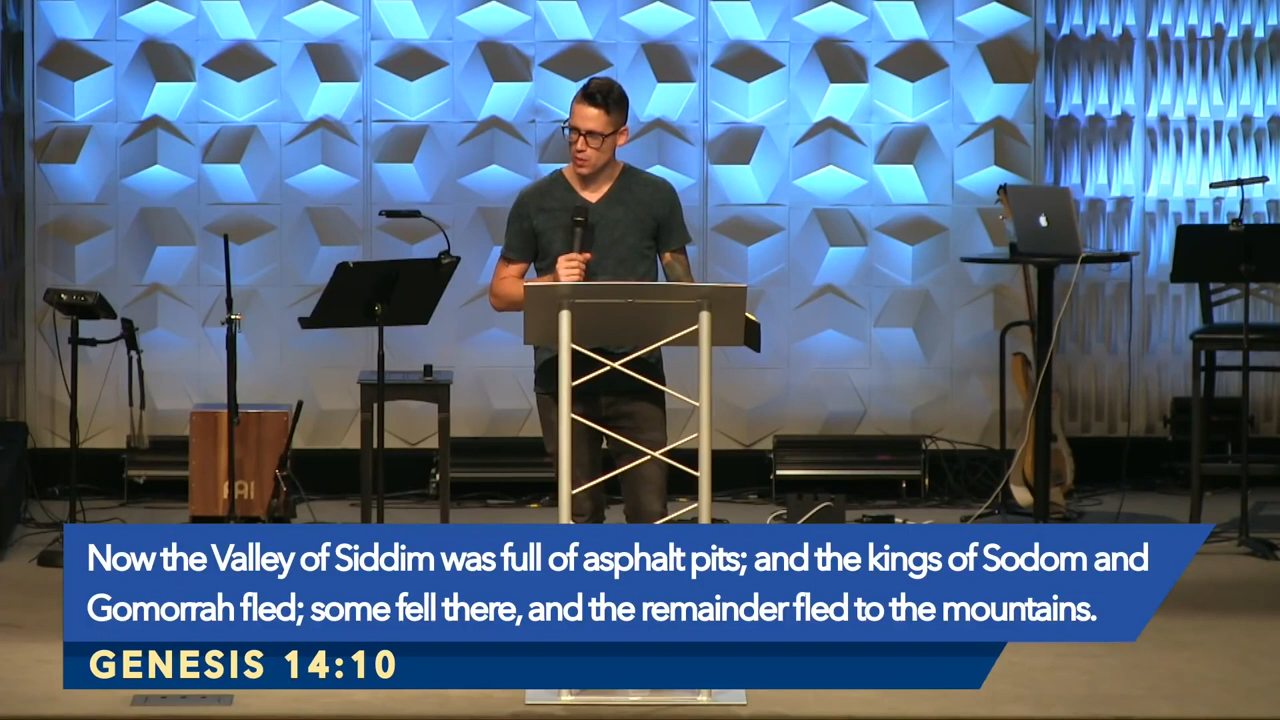 Now the Valley of Siddim was full of asphalt pits; and the kings of Sodom and
Gomorrah fled; some fell there, and the remainder fled to the mountains.
GENESIS 14:10